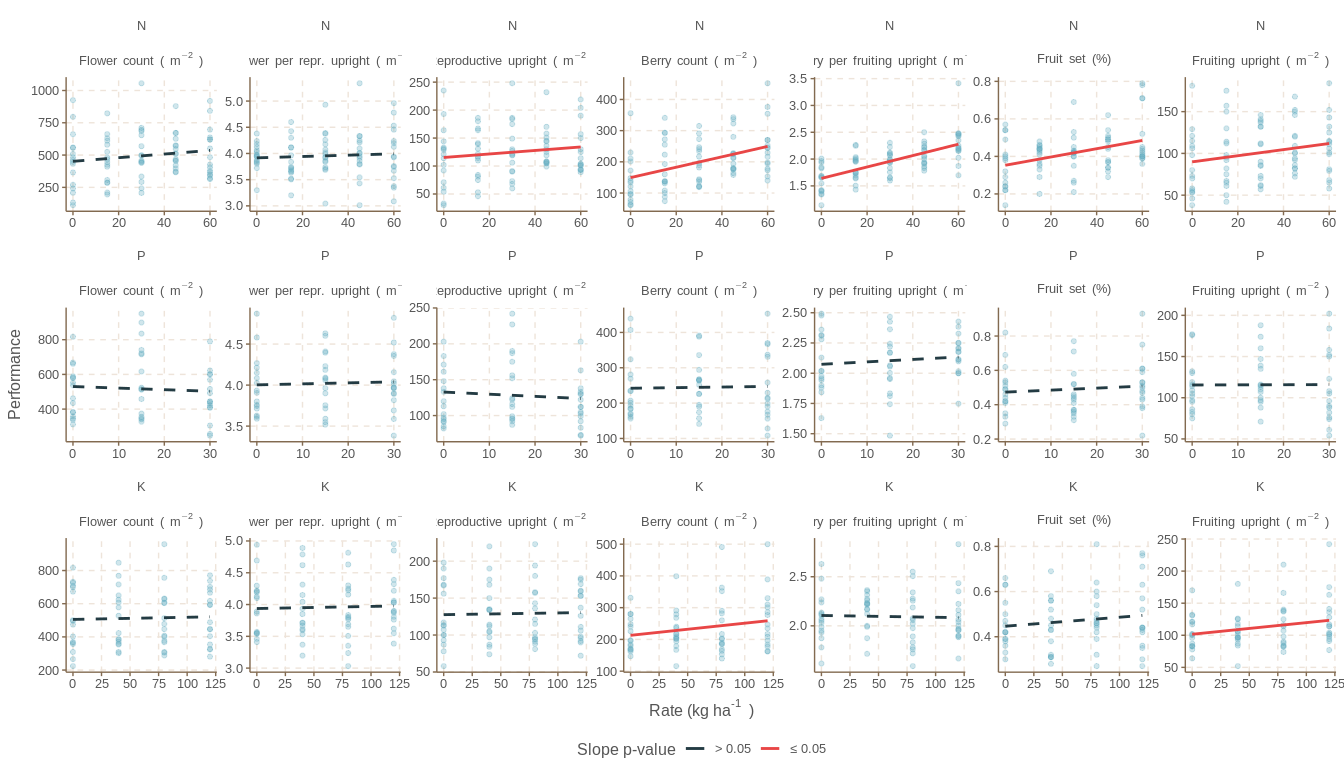 N N N N N N N
Flower count ( m⁻² ) wer per repr. upright ( m⁻ eproductive upright ( m⁻² Berry count ( m⁻² ) ry per fruiting upright ( m⁻ Fruit set (%) Fruiting upright ( m⁻² )
1000 750 500 250
5.0 4.5 4.0 3.5 3.0
250 200 150 100 50
400 300 200 100
3.5 3.0 2.5 2.0 1.5
0.8 0.6 0.4 0.2
150 100 50
0 20 40 60 0 20 40 60 0 20 40 60 0 20 40 60 0 20 40 60 0 20 40 60 0 20 40 60
P P P P P P P
Flower count ( m⁻² ) wer per repr. upright ( m⁻ eproductive upright ( m⁻² Berry count ( m⁻² ) ry per fruiting upright ( m⁻ Fruit set (%) Fruiting upright ( m⁻² )
800 600 400
4.5 4.0 3.5
250 200 150 100
400 300 200 100
2.50 2.25 2.00 1.75 1.50
0.8 0.6 0.4 0.2
200 150 100 50
0 10 20 30 0 10 20 30 0 10 20 30 0 10 20 30 0 10 20 30 0 10 20 30 0 10 20 30
Performance
K K K K K K K
Flower count ( m⁻² ) wer per repr. upright ( m⁻ eproductive upright ( m⁻² Berry count ( m⁻² ) ry per fruiting upright ( m⁻ Fruit set (%) Fruiting upright ( m⁻² )
800 600 400 200
5.0 4.5 4.0 3.5 3.0
200 150 100 50
500 400 300 200 100
2.5 2.0
0.8 0.6 0.4
250 200 150 100 50
0 25 50 75 100 125 0 25 50 75 100 125 0 25 50 75 100 125 0 25 50 75 100 125 0 25 50 75 100 125 0 25 50 75 100 125 0 25 50 75 100 125
Rate (kg ha⁻¹ )
Slope p-value > 0.05 ≤ 0.05